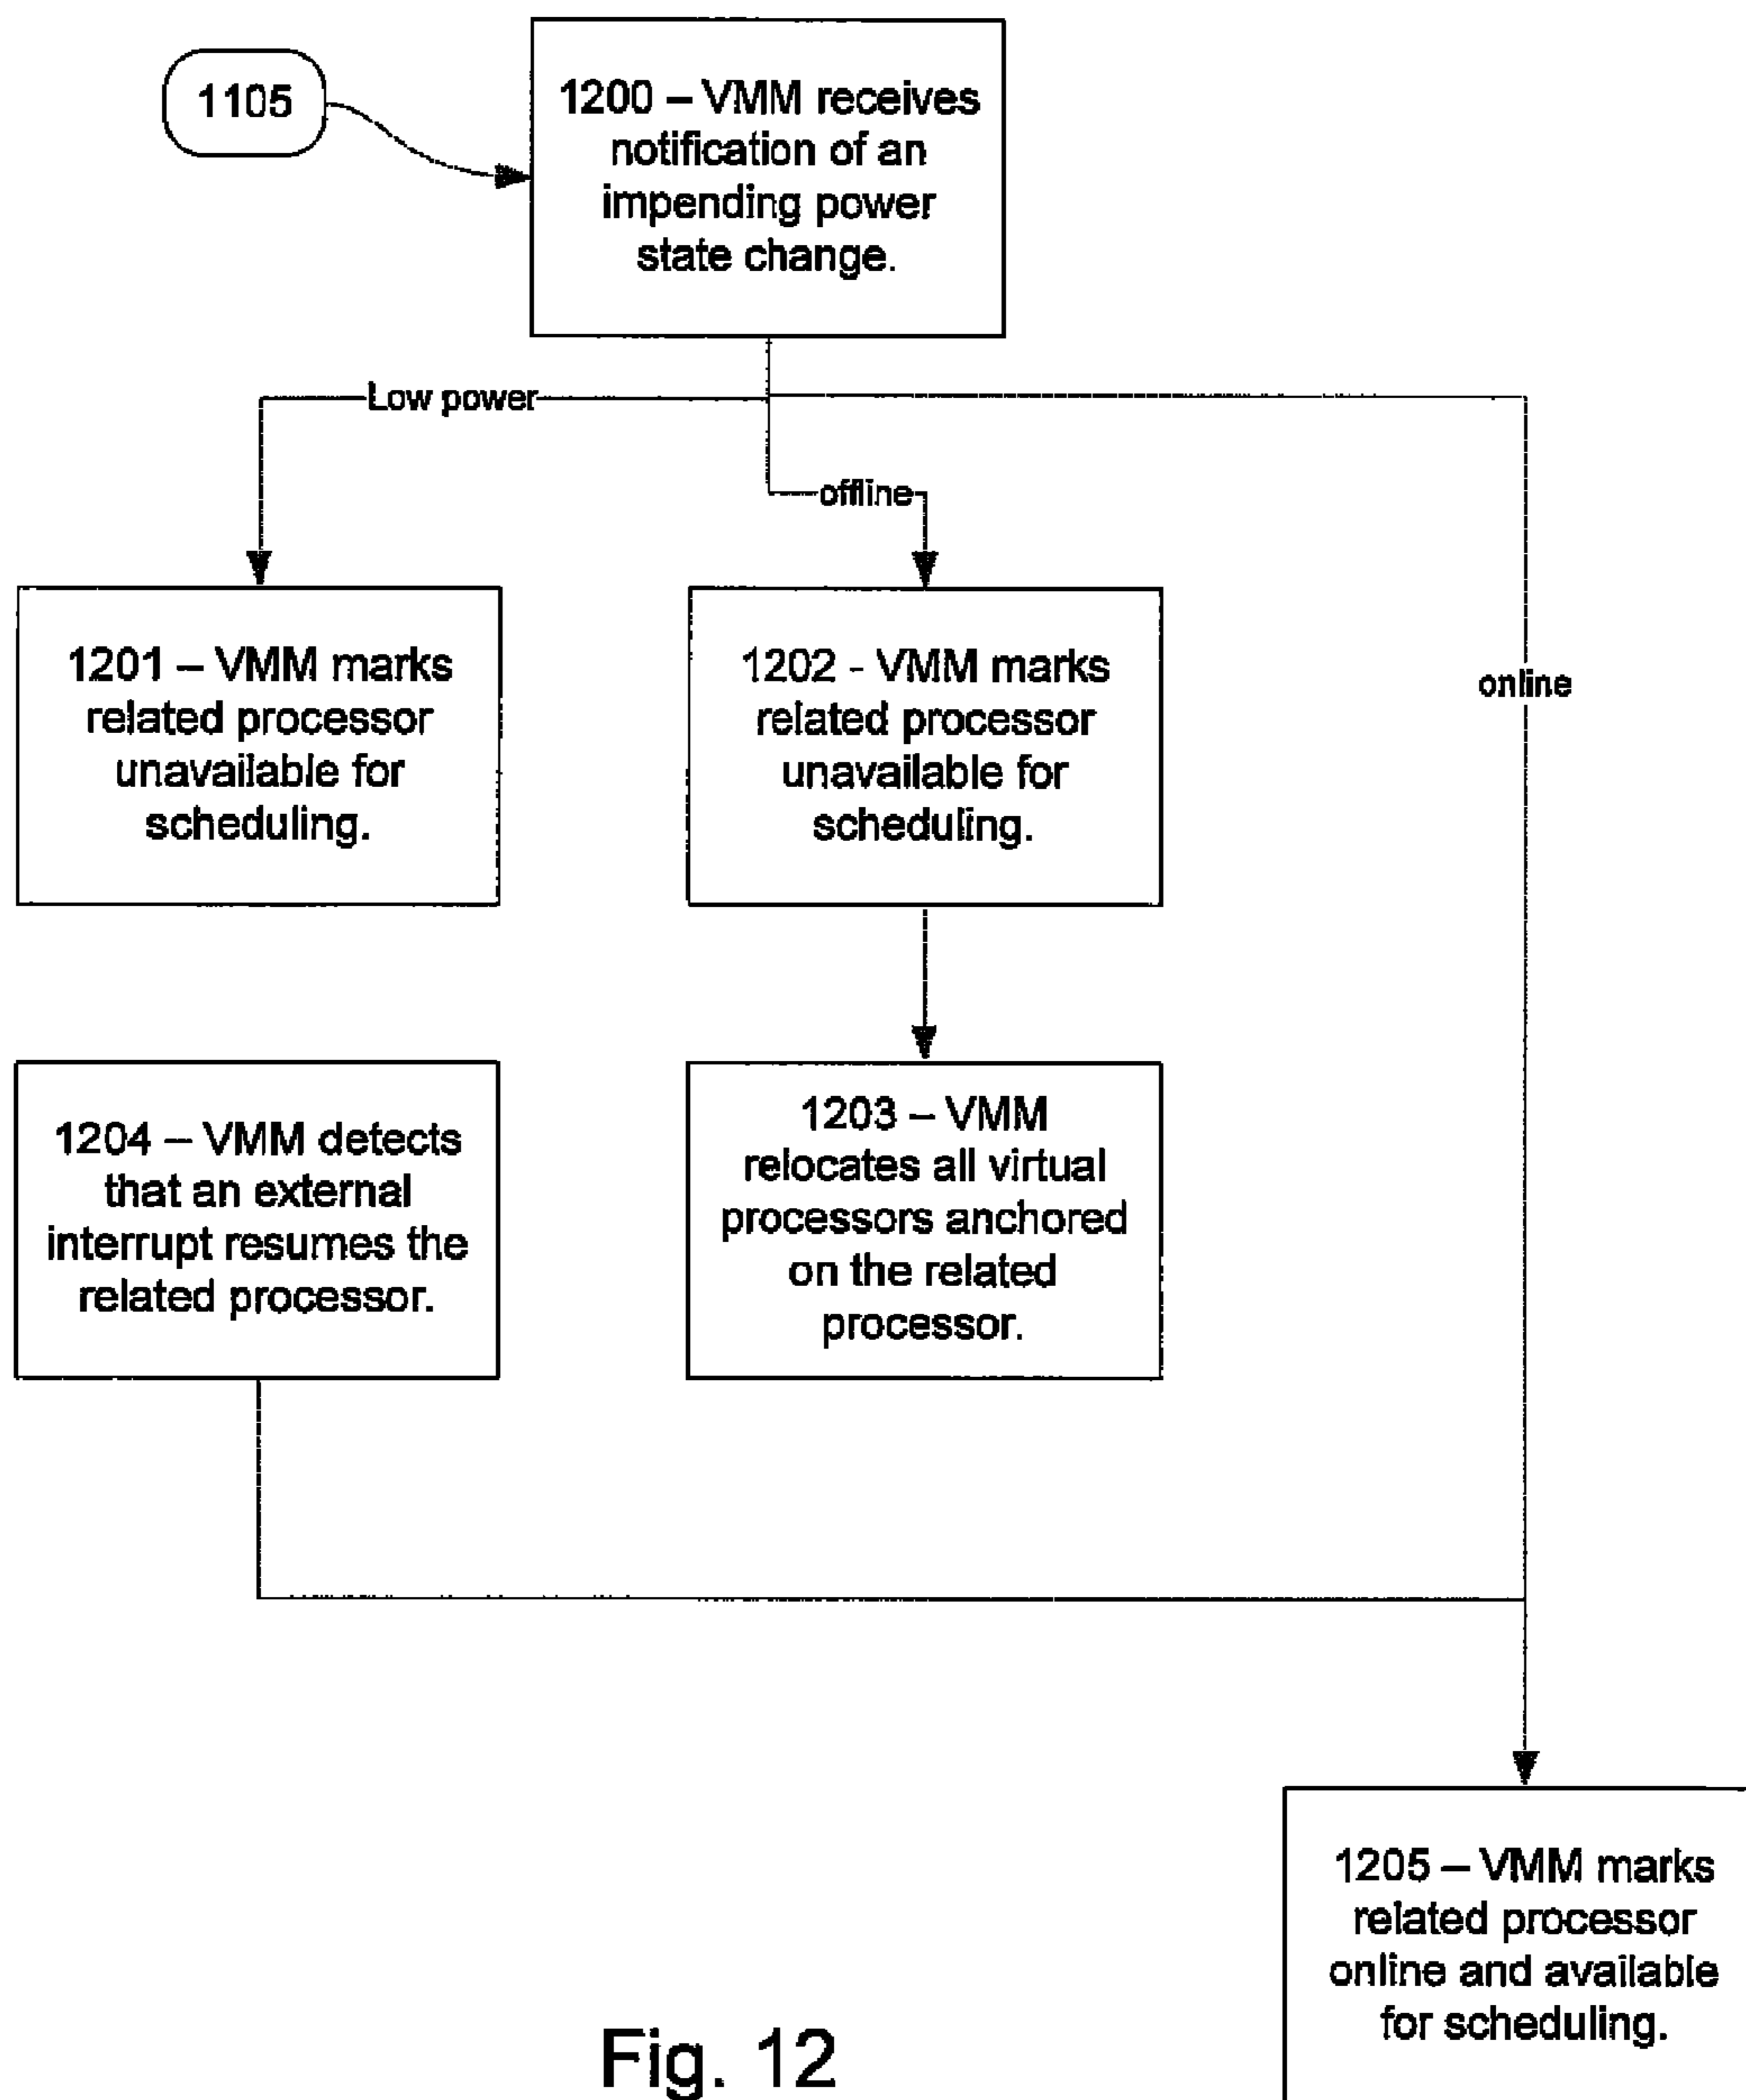 1105
1200 – VMM receives
notification of an
impending power
state change.
Low power
offline
online
1201 – VMM marks
related processor
unavailable for
scheduling.
1202 - VMM marks
related processor
unavailable for
scheduling.
1204 – VMM detects
that an external
interrupt resumes the
related processor.
1203 – VMM
relocates all virtual
processors anchored
on the related
processor.
1205 – VMM marks
related processor
online and available
for scheduling.
Fig. 12